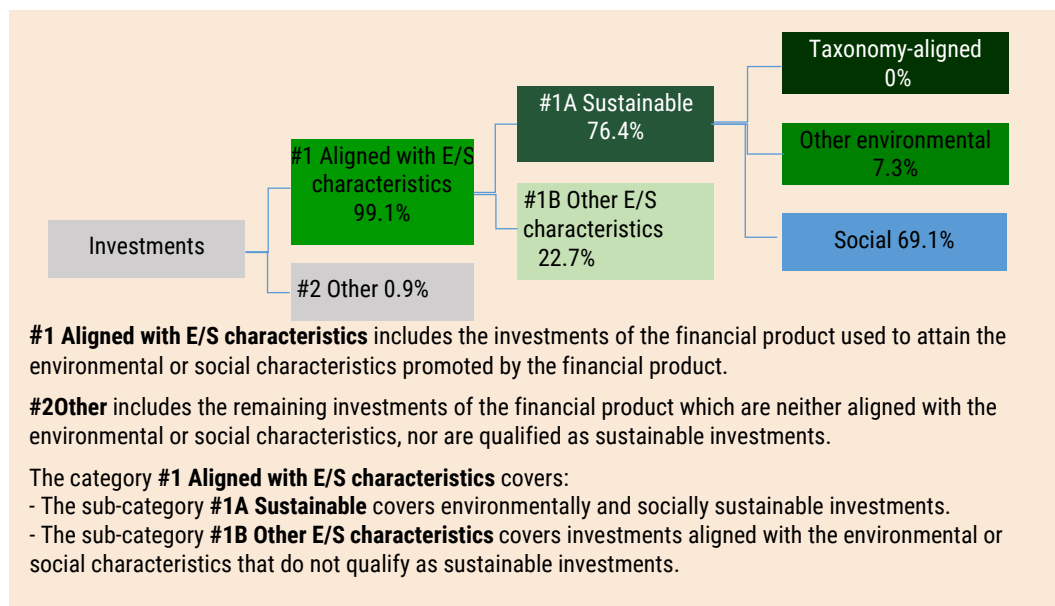 Investments
#1 Aligned with E/S
characteristics
99.1%
#2 Other 0.9%
#1A Sustainable
76.4%
#1B Other E/S
characteristics
22.7%
Taxonomy-aligned
0%
Other environmental
7.3%
Social 69.1%
#1 Aligned with E/S characteristics includes the investments of the financial product used to attain the
environmental or social characteristics promoted by the financial product.
#2Other includes the remaining investments of the financial product which are neither aligned with the
environmental or social characteristics, nor are qualified as sustainable investments.
The category #1 Aligned with E/S characteristics covers:
- The sub-category #1A Sustainable covers environmentally and socially sustainable investments.
- The sub-category #1B Other E/S characteristics covers investments aligned with the environmental or
social characteristics that do not qualify as sustainable investments.